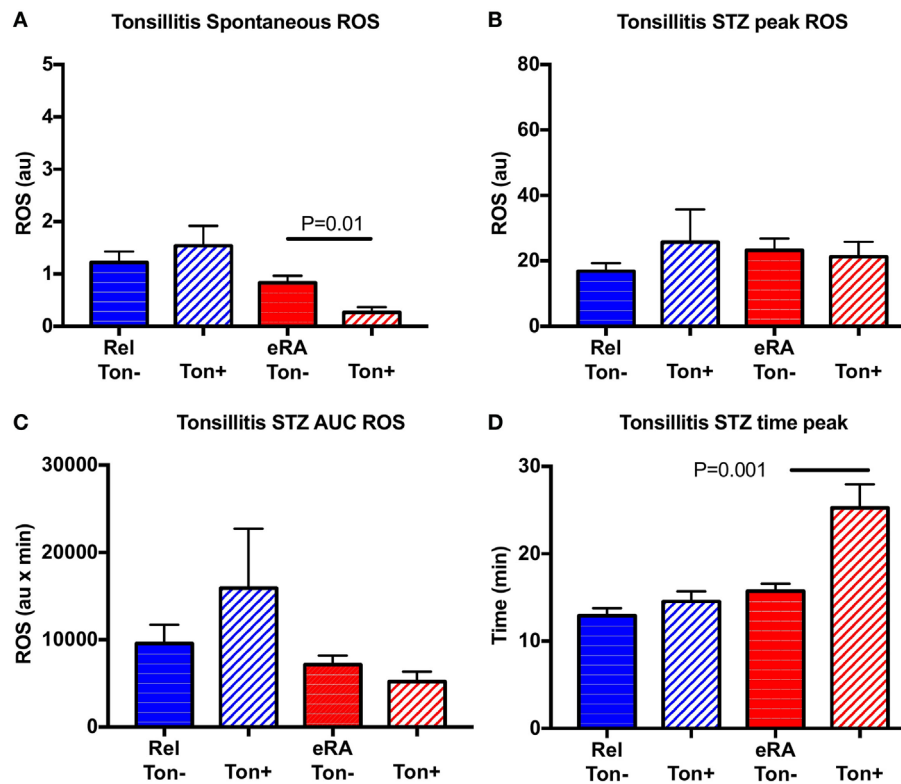 A
Tonsillitis Spontaneous ROS
5
4
3
2
1
0
ROS (au)
P=0.01
Rel eRA
Ton- Ton+ Ton- Ton+
B
Tonsillitis STZ peak ROS
80
60
40
20
0
ROS (au)
Rel eRA
Ton- Ton+ Ton- Ton+
C
Tonsillitis STZ AUC ROS
30000
20000
10000
0
ROS (au x min)
Rel eRA
Ton- Ton+ Ton- Ton+
D
Tonsillitis STZ time peak
30
20
10
0
Time (min)
P=0.001
Rel eRA
Ton- Ton+ Ton- Ton+